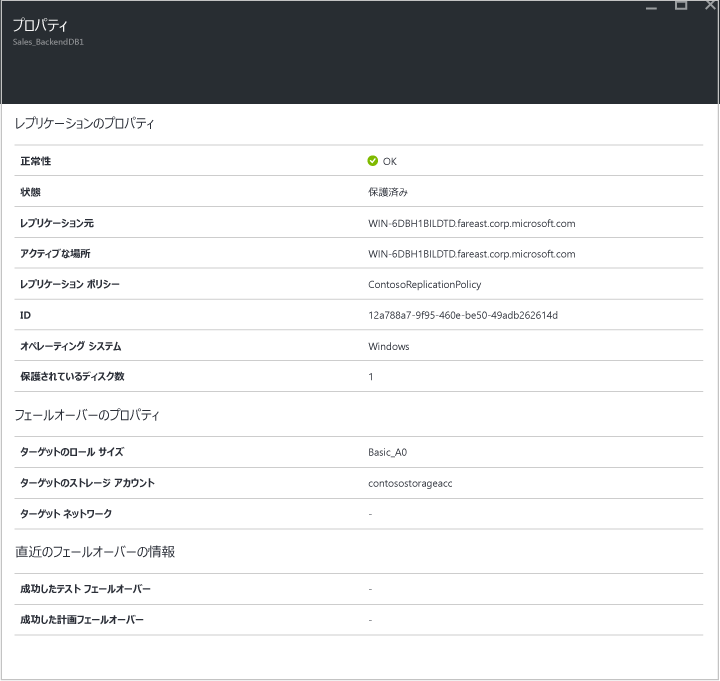 プロパティ
Sales_BackendDB1
レプリケーションのプロパティ
正常性 OK
状態 保護済み
レプリケーション元 WIN-6DBH1BILDTD.fareast.corp.microsoft.com
アクティブな場所 WIN-6DBH1BILDTD.fareast.corp.microsoft.com
レプリケーション ポリシー ContosoReplicationPolicy
ID 12a788a7-9f95-460e-be50-49adb262614d
オペレーティング システム Windows
保護されているディスク数 1
フェールオーバーのプロパティ
ターゲットのロール サイズ Basic_A0
ターゲットのストレージ アカウント contosostorageacc
ターゲット ネットワーク -
直近のフェールオーバーの情報
成功したテスト フェールオーバー -
成功した計画フェールオーバー -